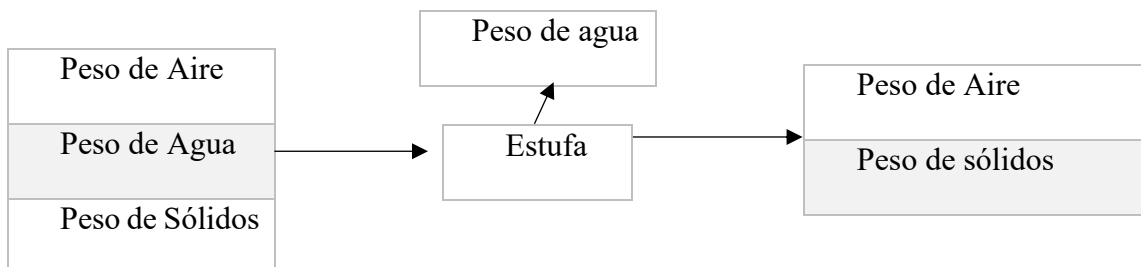 Peso de Aire
Peso de Agua
Peso de Sólidos
Peso de agua
Estufa
Peso de Aire
Peso de sólidos